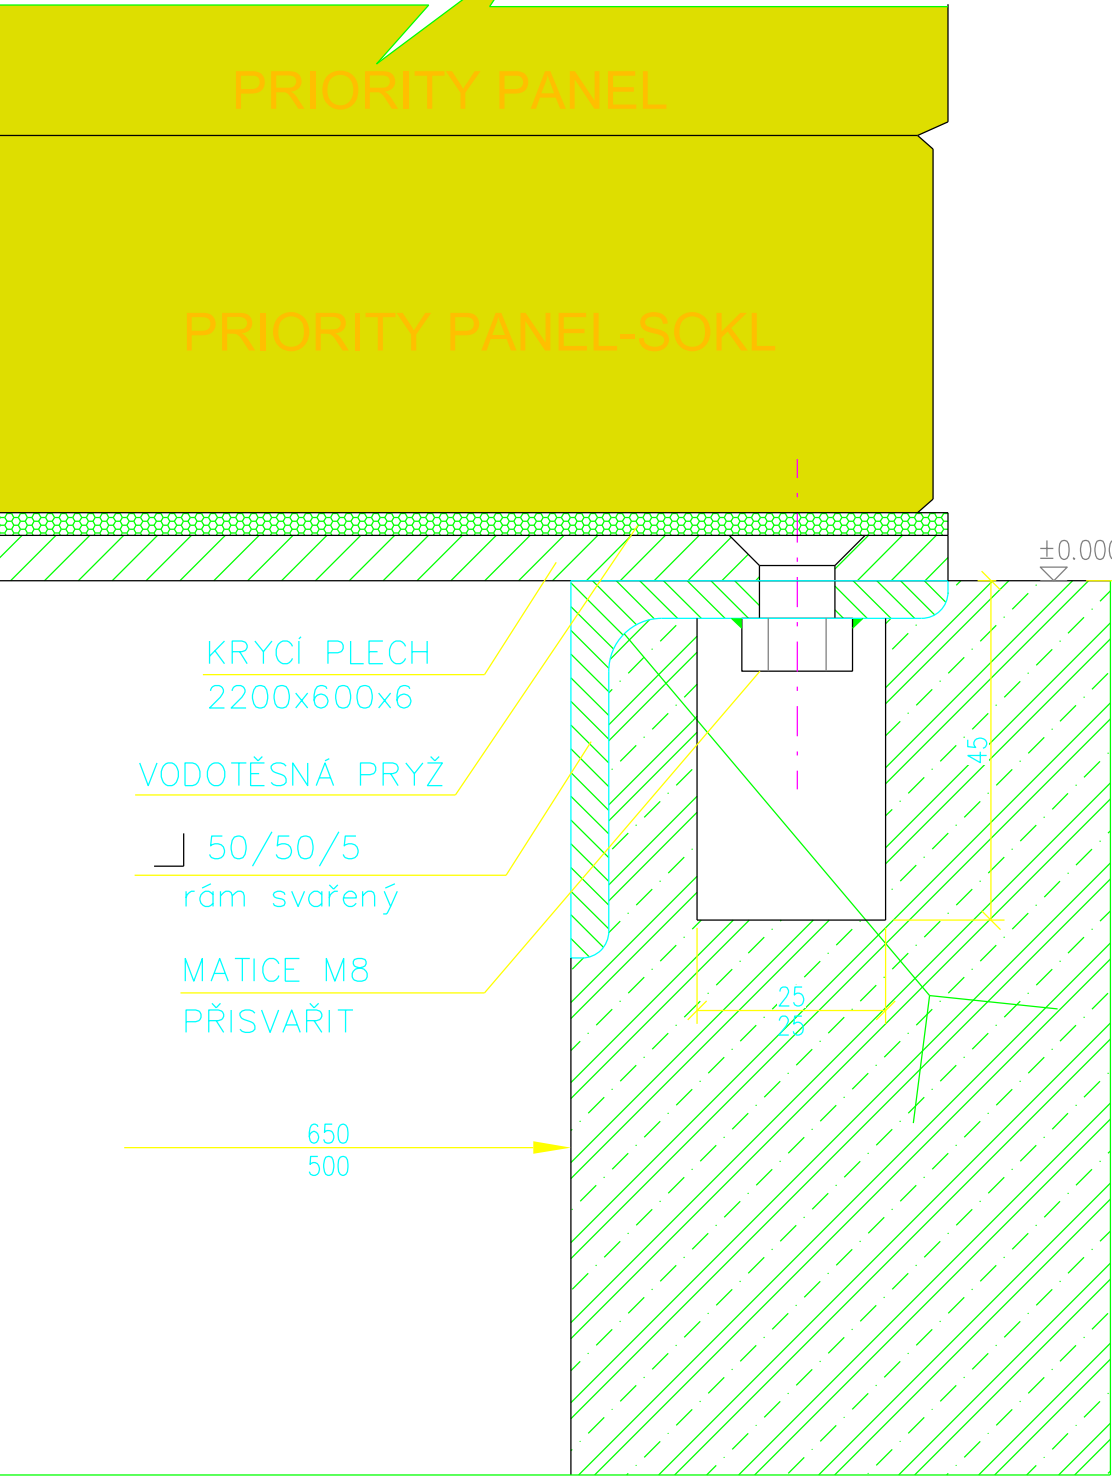 PRIORITY PANEL
PRIORITY PANEL-SOKL
±0.000
KRYCÍ PLECH
2200x600x6
VODOTĚSNÁ PRYŽ
50/50/5
rám svařený
MATICE M8
PŘISVAŘIT
45
25
25
650
500